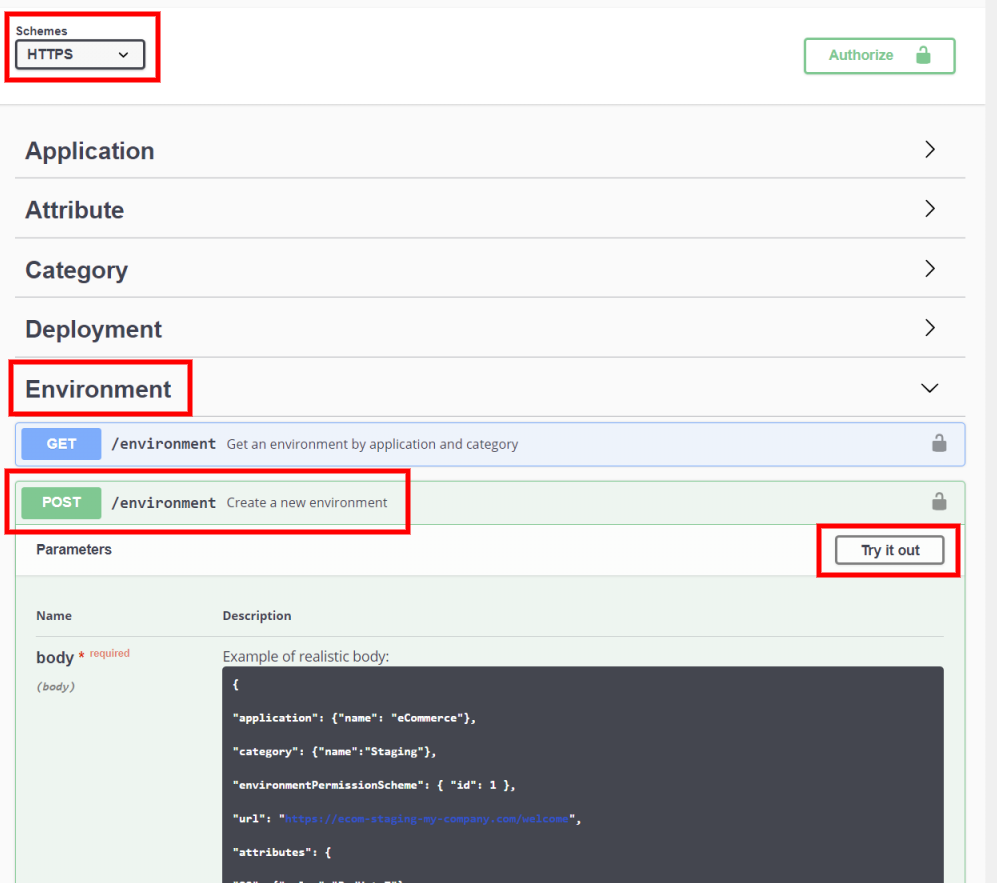 Schemes
HTTPS
Authorize
Application
Attribute
Category
Deployment
Environment
GET /environment Get an environment by application and category
POST /environment Create a new environment
Parameters Try it out
Name Description
body * required Example of realistic body:
(body)
{
"application": {"name": "eCommerce"},
"category": {"name":"Staging"},
"environmentPermissionScheme": { "id": 1 },
"url": "https://ecom-staging-my-company.com/welcome",
"attributes": {